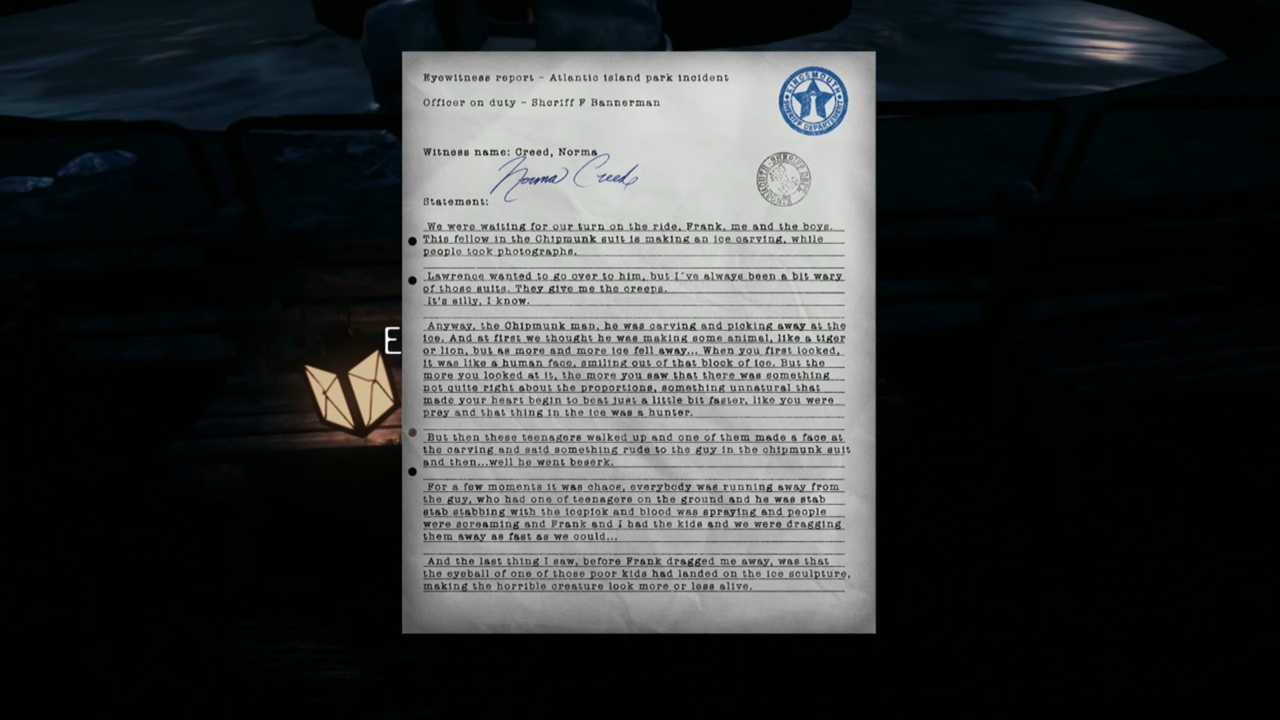 Eyewitness report - Atlantic island park incident
Officer on duty - Sheriff F Bannerman
KINGSMOUTH
SHERIFF DEPARTEMENT
Witness name: Creed, Norma
Norma Creed
Statement:
We were waiting for our turn on the ride, Frank, me and the boys.
This fellow in the Chipmunk suit is making an ice carving, while
people took photographs.
Lawrence wanted to go over to him, but I've always been a bit wary
of those suits. They give me the creeps.
It's silly, I know.
Anyway, the Chipmunk man, he was carving and picking away at the
ice. And at first we thought he was making some animal, like a tiger
or lion, but as more and more ice fell away... When you first looked,
it was like a human face, smiling out of that block of ice. But the
more you looked at it, the more you saw that there was something
not quite right about the proportions, something unnatural that
made your heart begin to beat just a little bit faster, like you were
prey and that thing in the ice was a hunter.
E
But then these teenagers walked up and one of them made a face at
the carving and said something rude to the guy in the chipmunk suit
and then...well he went beserk.
For a few moments it was chaos, everybody was running away from
the guy, who had one of teenagers on the ground and he was stab
stab stabbing with the icepick and blood was spraying and people
were screaming and Frank and I had the kids and we were dragging
them away as fast as we could...
And the last thing I saw, before Frank dragged me away, was that
the eyeball of one of those poor kids had landed on the ice sculpture,
making the horrible creature look more or less alive.